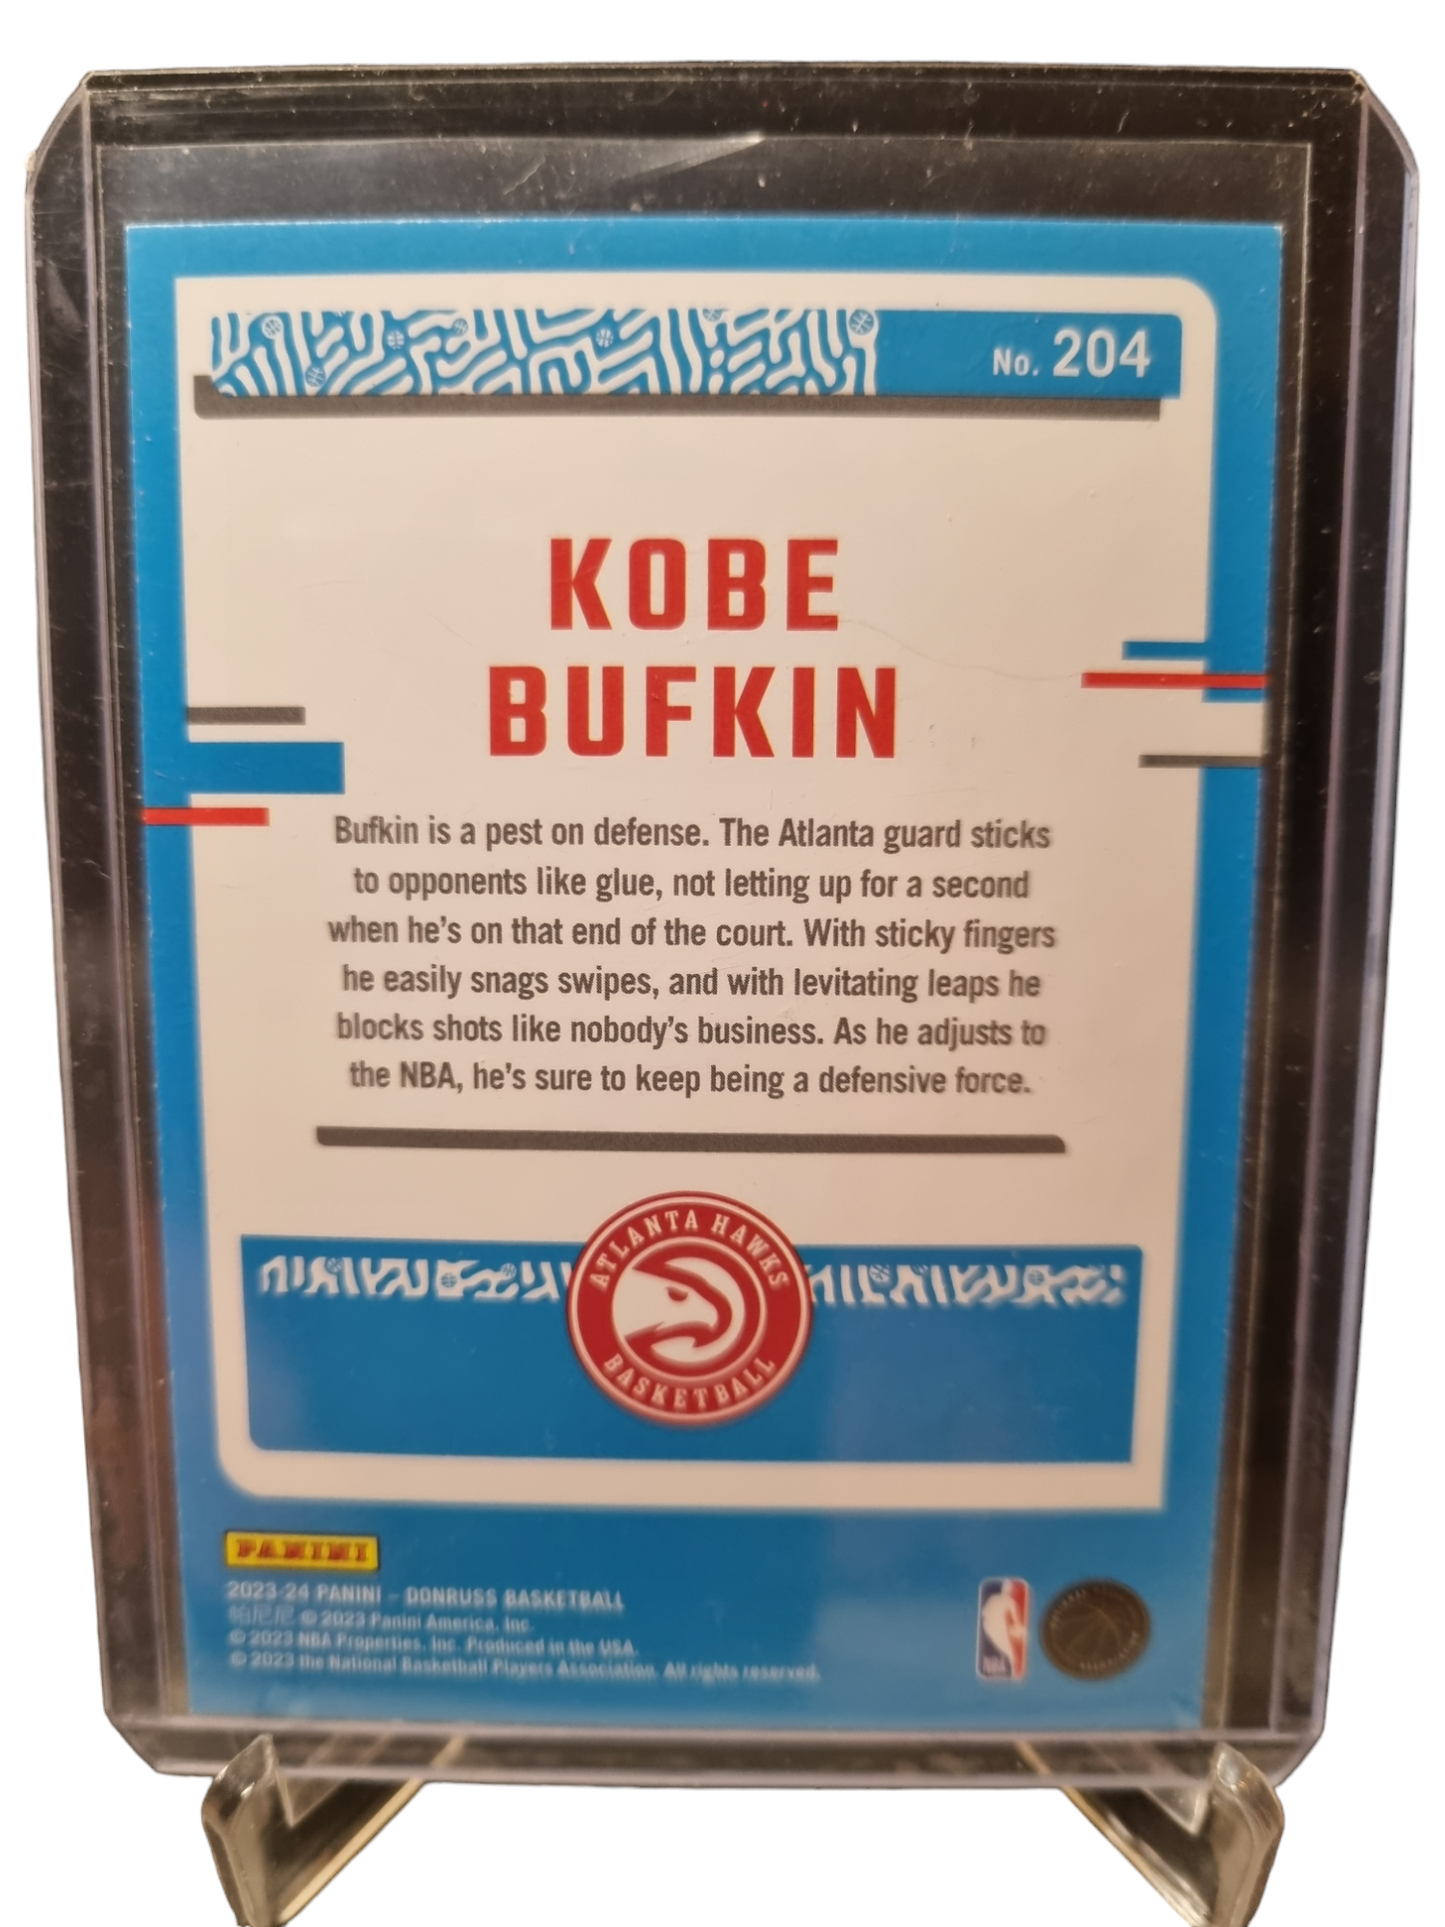 No. 204
KOBE
BUFKIN
Bufkin is a pest on defense. The Atlanta guard sticks
to opponents like glue, not letting up for a second
when he's on that end of the court. With sticky fingers
he easily snags swipes, and with levitating leaps he
blocks shots like nobody's business. As he adjusts to
the NBA, he's sure to keep being a defensive force.
ATLANTA HAWKS
BASKETBALL
PANINI
2023-24 PANINI – DONRUSS BASKETBALL
帕尼尼 © 2023 Panini America, Inc.
© 2023 NBA Properties, Inc. Produced in the USA.
© 2023 the National Basketball Players Association. All rights reserved.
NBA